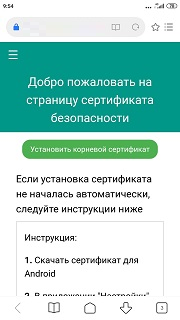 9:54
Добро пожаловать на
страницу сертификата
безопасности
Установить корневой сертификат
Если установка сертификата
не началась автоматически,
следуйте инструкции ниже
Инструкция:
1. Скачать сертификат для
Android
2. В приложении "Настройки"
3